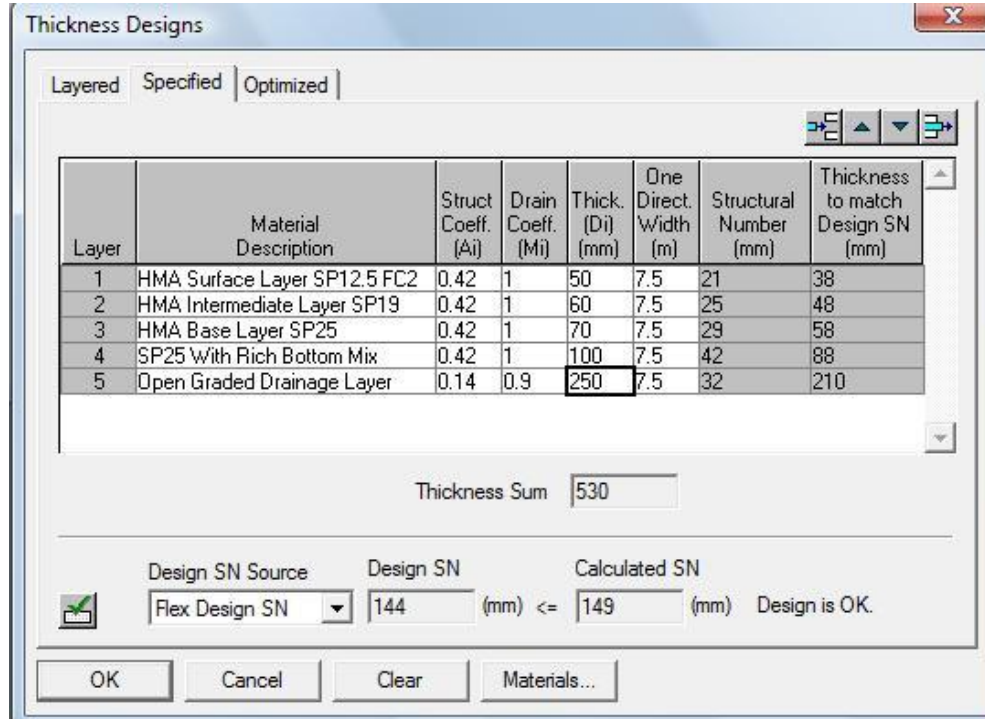 Thickness Designs
Layered Specified Optimized
Layer Material Description Struct Coeff. (Ai) Drain Coeff. (Mi) Thick. (Di) (mm) One Direct. Width (m) Structural Number (mm) Thickness to match Design SN (mm)
1 HMA Surface Layer SP12.5 FC2 0.42 1 50 7.5 21 38
2 HMA Intermediate Layer SP19 0.42 1 60 7.5 25 48
3 HMA Base Layer SP25 0.42 1 70 7.5 29 58
4 SP25 With Rich Bottom Mix 0.42 1 100 7.5 42 88
5 Open Graded Drainage Layer 0.14 0.9 250 7.5 32 210
Thickness Sum 530
Design SN Source Design SN Calculated SN
Flex Design SN 144 (mm) <= 149 (mm) Design is OK.
OK Cancel Clear Materials...